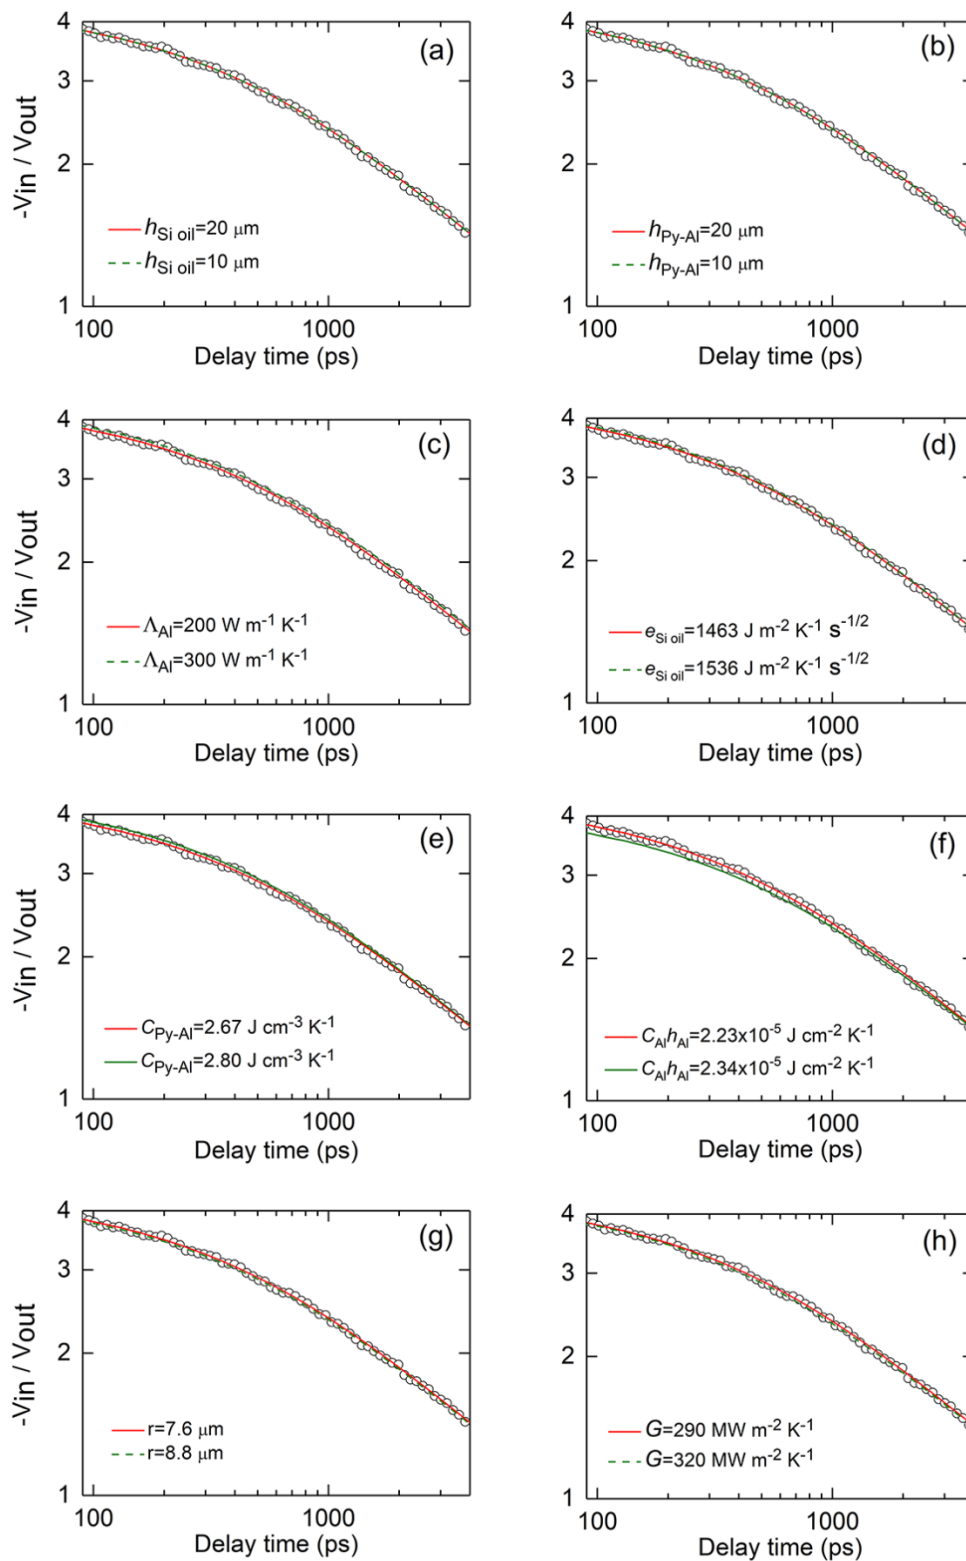 4
3
2
1
-Vin / Vout
(a)
hSi oil=20 μm
hSi oil=10 μm
100
1000
Delay time (ps)
4
3
2
1
(b)
hPy-Al=20 μm
hPy-Al=10 μm
100
1000
Delay time (ps)
4
3
2
1
-Vin / Vout
(c)
ΛAl=200 W m-1 K-1
ΛAl=300 W m-1 K-1
100
1000
Delay time (ps)
4
3
2
1
(d)
eSi oil=1463 J m-2 K-1 s-1/2
eSi oil=1536 J m-2 K-1 s-1/2
100
1000
Delay time (ps)
4
3
2
1
-Vin / Vout
(e)
CPy-Al=2.67 J cm-3 K-1
CPy-Al=2.80 J cm-3 K-1
100
1000
Delay time (ps)
4
3
2
1
(f)
CAlhAl=2.23x10-5 J cm-2 K-1
CAlhAl=2.34x10-5 J cm-2 K-1
100
1000
Delay time (ps)
4
3
2
1
-Vin / Vout
(g)
r=7.6 μm
r=8.8 μm
100
1000
Delay time (ps)
4
3
2
1
(h)
G=290 MW m-2 K-1
G=320 MW m-2 K-1
100
1000
Delay time (ps)